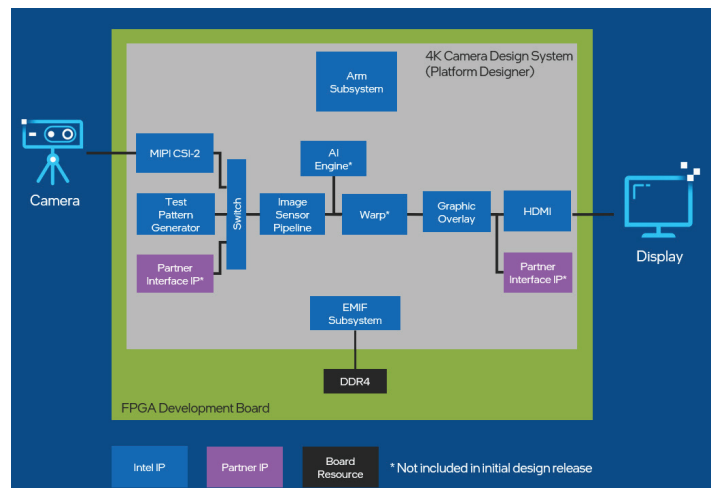 4K Camera Design System
(Platform Designer)
Arm
Subsystem
MIPI CSI-2
AI
Engine*
Camera
Test
Pattern
Generator
Switch
Image
Sensor
Pipeline
Warp*
Graphic
Overlay
HDMI
Display
Partner
Interface IP*
Partner
Interface IP*
EMIF
Subsystem
DDR4
FPGA Development Board
Intel IP
Partner IP
Board
Resource
* Not included in initial design release